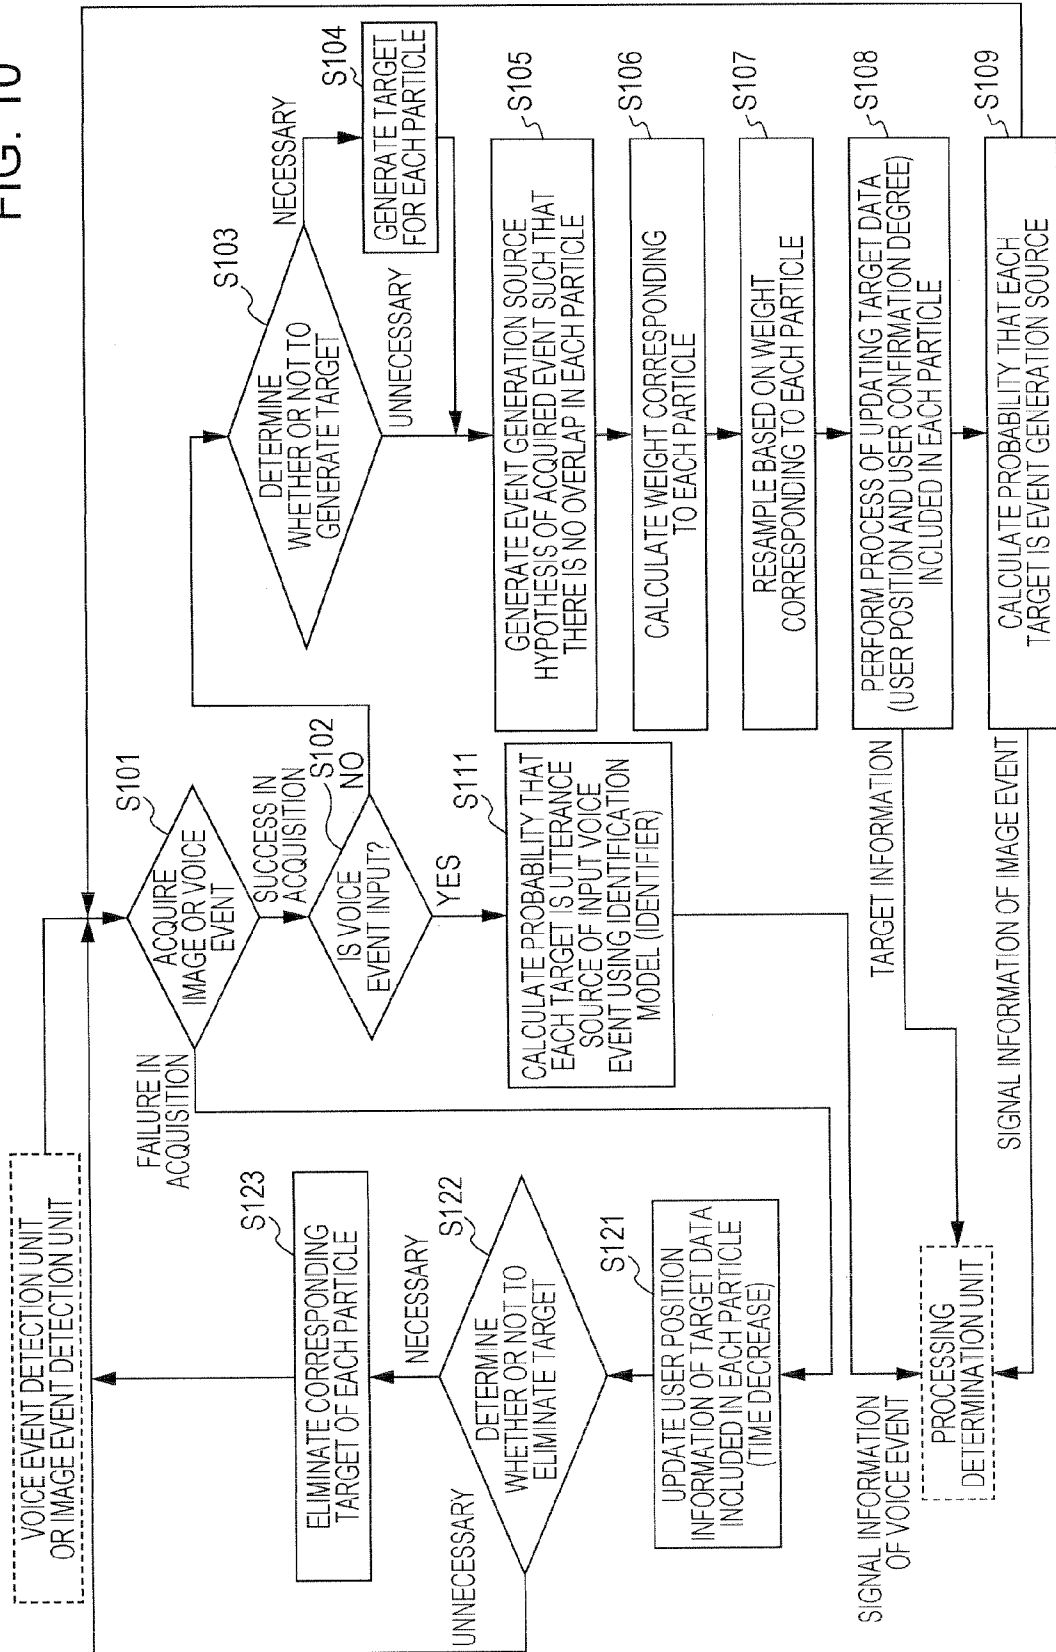 FIG. 10
VOICE EVENT DETECTION UNIT
OR IMAGE EVENT DETECTION UNIT
S101
ACQUIRE
IMAGE OR VOICE
EVENT
FAILURE IN
ACQUISITION
SUCCESS IN
ACQUISITION
S102
IS VOICE
EVENT INPUT?
NO
YES
S103
DETERMINE
WHETHER OR NOT TO
GENERATE TARGET
NECESSARY
UNNECESSARY
S104
GENERATE TARGET
FOR EACH PARTICLE
S105
GENERATE EVENT GENERATION SOURCE
HYPOTHESIS OF ACQUIRED EVENT SUCH THAT
THERE IS NO OVERLAP IN EACH PARTICLE
S106
CALCULATE WEIGHT CORRESPONDING
TO EACH PARTICLE
S107
RESAMPLE BASED ON WEIGHT
CORRESPONDING TO EACH PARTICLE
S108
PERFORM PROCESS OF UPDATING TARGET DATA
(USER POSITION AND USER CONFIRMATION DEGREE)
INCLUDED IN EACH PARTICLE
S109
CALCULATE PROBABILITY THAT EACH
TARGET IS EVENT GENERATION SOURCE
S111
CALCULATE PROBABILITY THAT
EACH TARGET IS UTTERANCE
SOURCE OF INPUT VOICE
EVENT USING IDENTIFICATION
MODEL (IDENTIFIER)
S123
ELIMINATE CORRESPONDING
TARGET OF EACH PARTICLE
S122
DETERMINE
WHETHER OR NOT TO
ELIMINATE TARGET
NECESSARY
UNNECESSARY
S121
UPDATE USER POSITION
INFORMATION OF TARGET DATA
INCLUDED IN EACH PARTICLE
(TIME DECREASE)
TARGET INFORMATION
SIGNAL INFORMATION OF IMAGE EVENT
SIGNAL INFORMATION
OF VOICE EVENT
PROCESSING
DETERMINATION UNIT